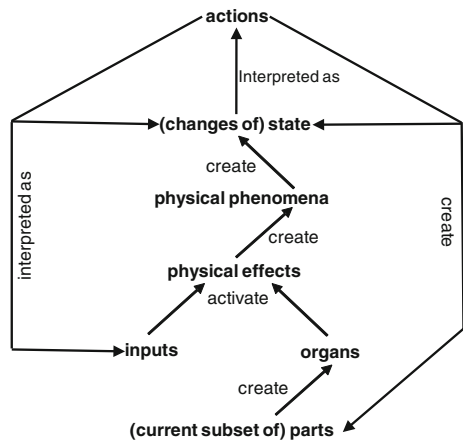 actions
Interpreted as
(changes of) state
create
physical phenomena
create
physical effects
activate
interpreted as
create
inputs
organs
create
(current subset of) parts